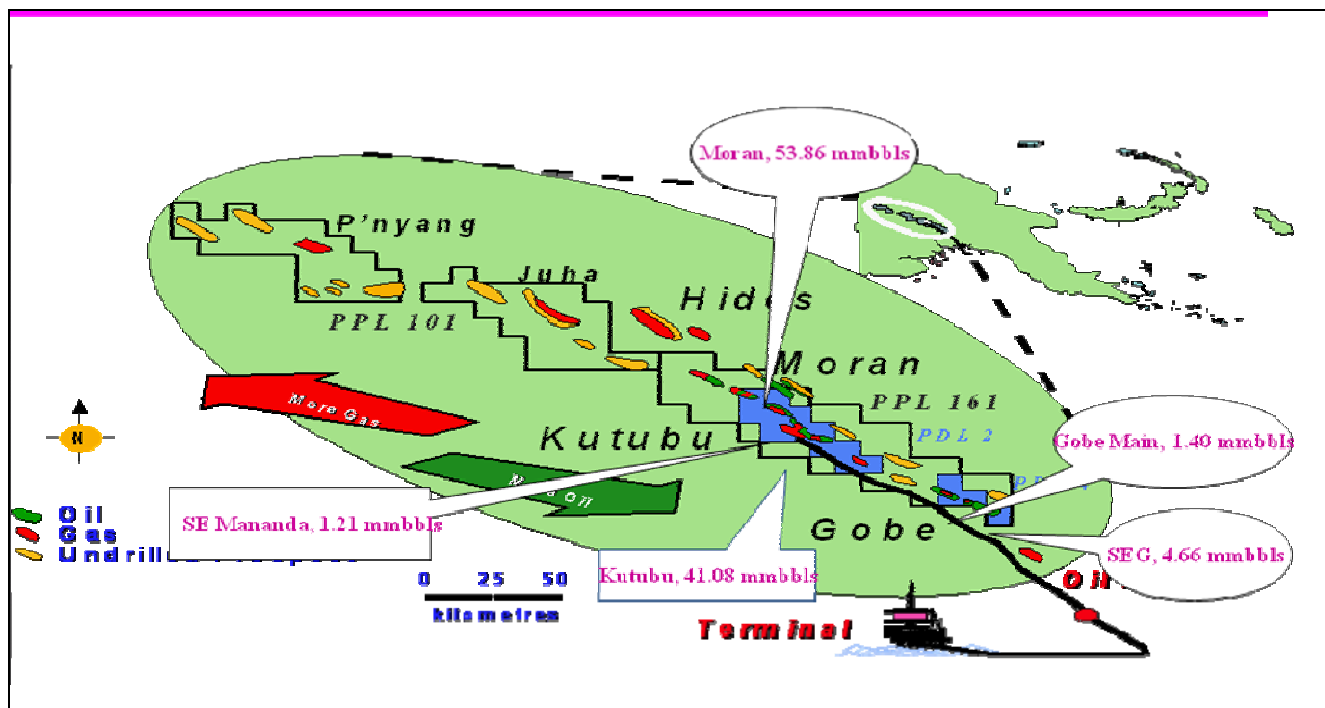 Moran, 53.86 mmbbls
P'nyang
Juha
Hides
PPL 101
Moran
PPL 161
More Gas
Kutubu
PDL 2
Gobe Main, 1.40 mmbbls
N
Oil
SE Mananda, 1.21 mmbbls
Oil
Gas
Gobe
SEG, 4.66 mmbbls
Kutubu, 41.08 mmbbls
0 25 50
kilometres
Terminal